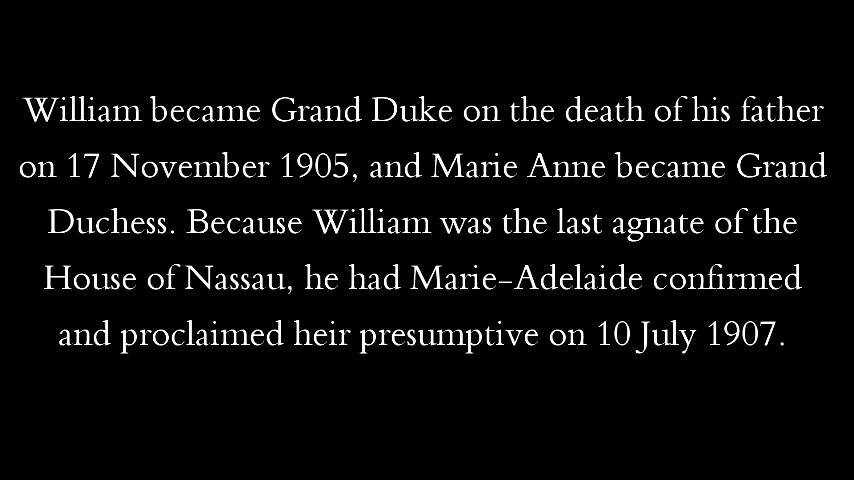 William became Grand Duke on the death of his father
on 17 November 1905, and Marie Anne became Grand
Duchess. Because William was the last agnate of the
House of Nassau, he had Marie-Adelaide confirmed
and proclaimed heir presumptive on 10 July 1907.